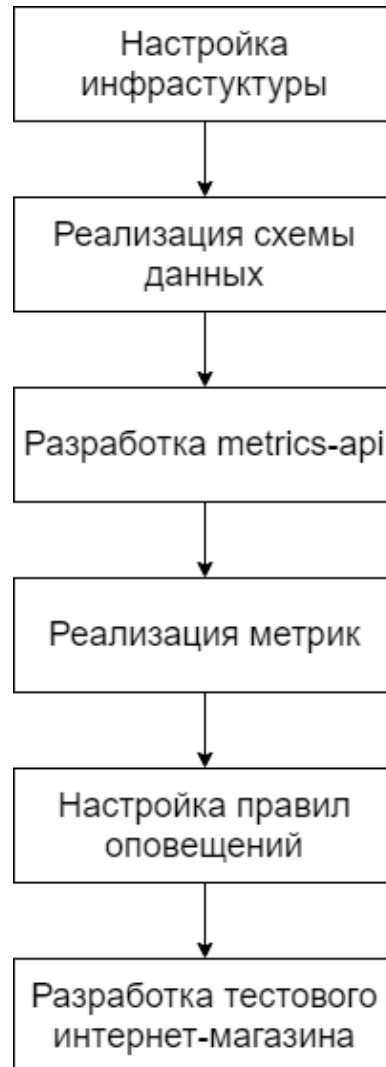 Настройка
инфрастуктуры
Реализация схемы
данных
Разработка metrics-api
Реализация метрик
Настройка правил
оповещений
Разработка тестового
интернет-магазина